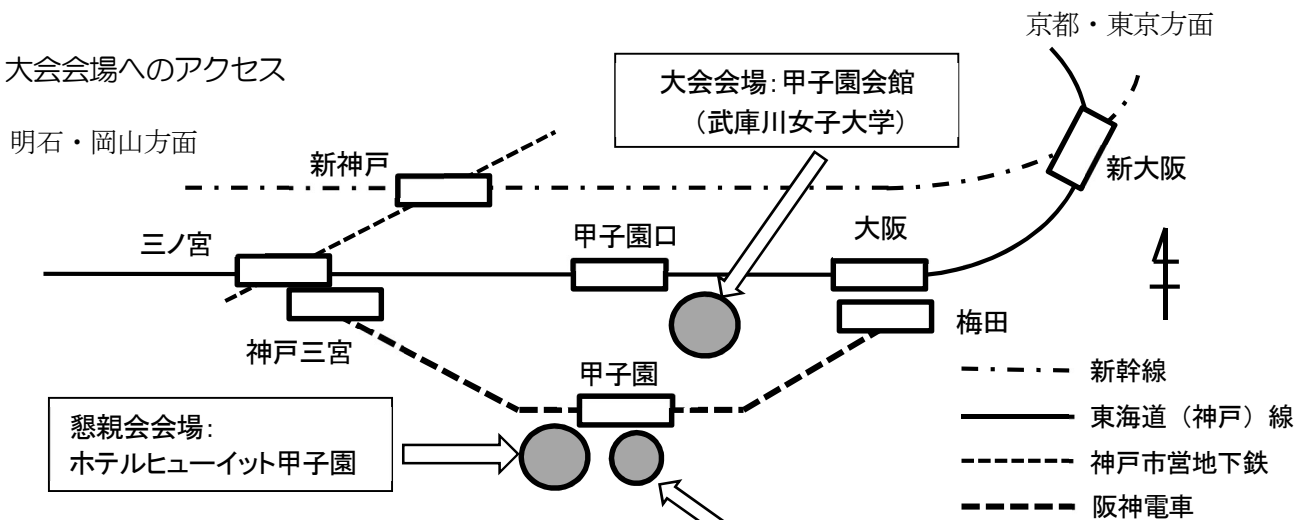 京都・東京方面
大会会場へのアクセス
大会会場：甲子園会館
（武庫川女子大学）
明石・岡山方面
新神戸
新大阪
三ノ宮
甲子園口
大阪
神戸三宮
梅田
甲子園
新幹線
懇親会会場：
ホテルヒューイット甲子園
東海道（神戸）線
神戸市営地下鉄
阪神電車